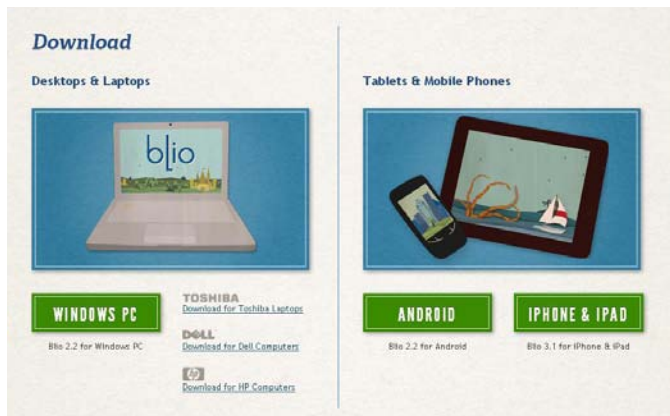 Download
Desktops & Laptops
blio
WINDOWS PC
Blio 2.2 for Windows PC
TOSHIBA
Download for Toshiba Laptops
DELL
Download for Dell Computers
hp
Download for HP Computers
Tablets & Mobile Phones
ANDROID
Blio 2.2 for Android
IPHONE & IPAD
Blio 3.1 for iPhone & iPad